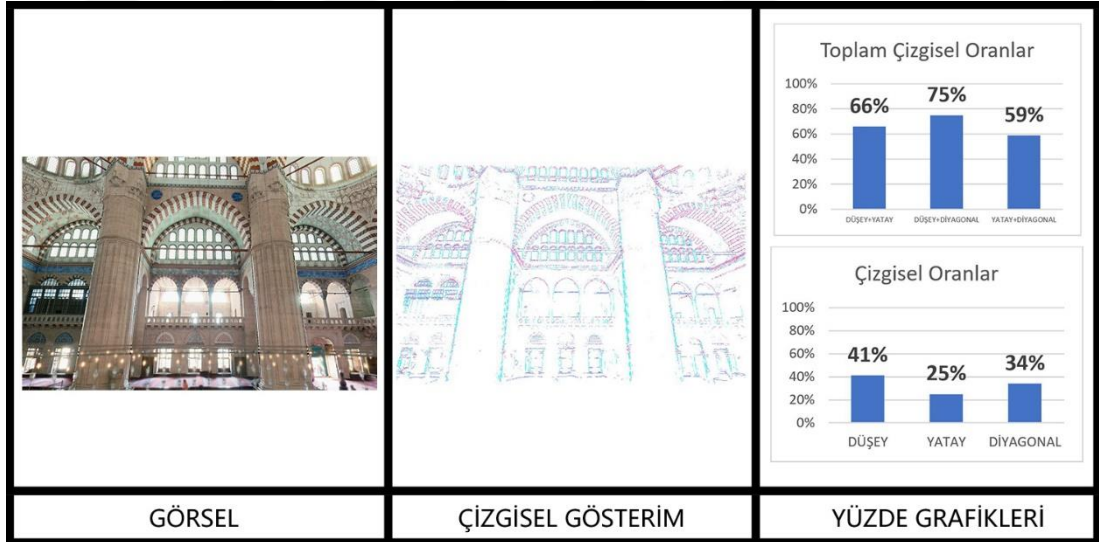 Toplam Çizgisel Oranlar
100%
80%
60%
40%
20%
0%
66%
75%
59%
DÜŞEY+YATAY
DÜŞEY+DİYAGONAL
YATAY+DİYAGONAL
Çizgisel Oranlar
100%
80%
60%
40%
20%
0%
41%
25%
34%
DÜŞEY
YATAY
DİYAGONAL
GÖRSEL
ÇİZGİSEL GÖSTERİM
YÜZDE GRAFİKLERİ